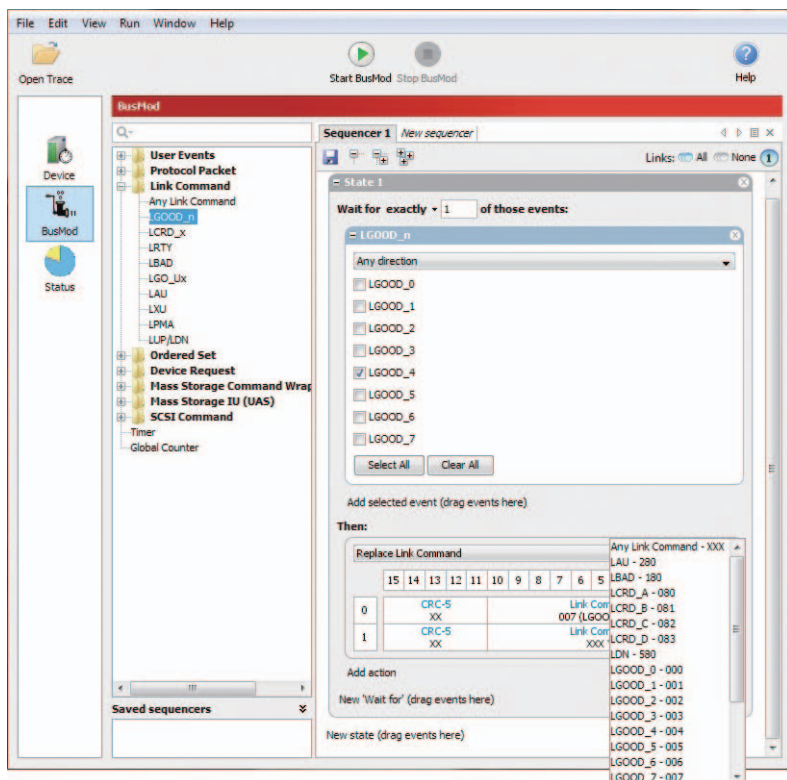 File Edit View Run Window Help
Open Trace
Start BusMod Stop BusMod
Help
BusMod
Device
BusMod
Status
User Events
Protocol Packet
Link Command
Any Link Command
LGOOD_n
LCRD_x
LRTY
LBAD
LGO_Ux
LAU
LXU
LPMA
LUP/LDN
Ordered Set
Device Request
Mass Storage Command Wrap
Mass Storage IU (UAS)
SCSI Command
Timer
Global Counter
Saved sequencers
Sequencer 1 New sequencer
Links: All None 1
State 1
Wait for exactly 1 of those events:
LGOOD_n
Any direction
LGOOD_0
LGOOD_1
LGOOD_2
LGOOD_3
LGOOD_4
LGOOD_5
LGOOD_6
LGOOD_7
Select All Clear All
Add selected event (drag events here)
Then:
Replace Link Command
15 14 13 12 11 10 9 8 7 6 5
0 CRC-5 Link Com
XX 007 (LGOO
1 CRC-5 Link Com
XX XXX
Add action
New 'Wait for' (drag events here)
New state (drag events here)
Any Link Command - XXX
LAU - 280
LBAD - 180
LCRD_A - 080
LCRD_B - 081
LCRD_C - 082
LCRD_D - 083
LDN - 580
LGOOD_0 - 000
LGOOD_1 - 001
LGOOD_2 - 002
LGOOD_3 - 003
LGOOD_4 - 004
LGOOD_5 - 005
LGOOD_6 - 006
LGOOD_7 - 007